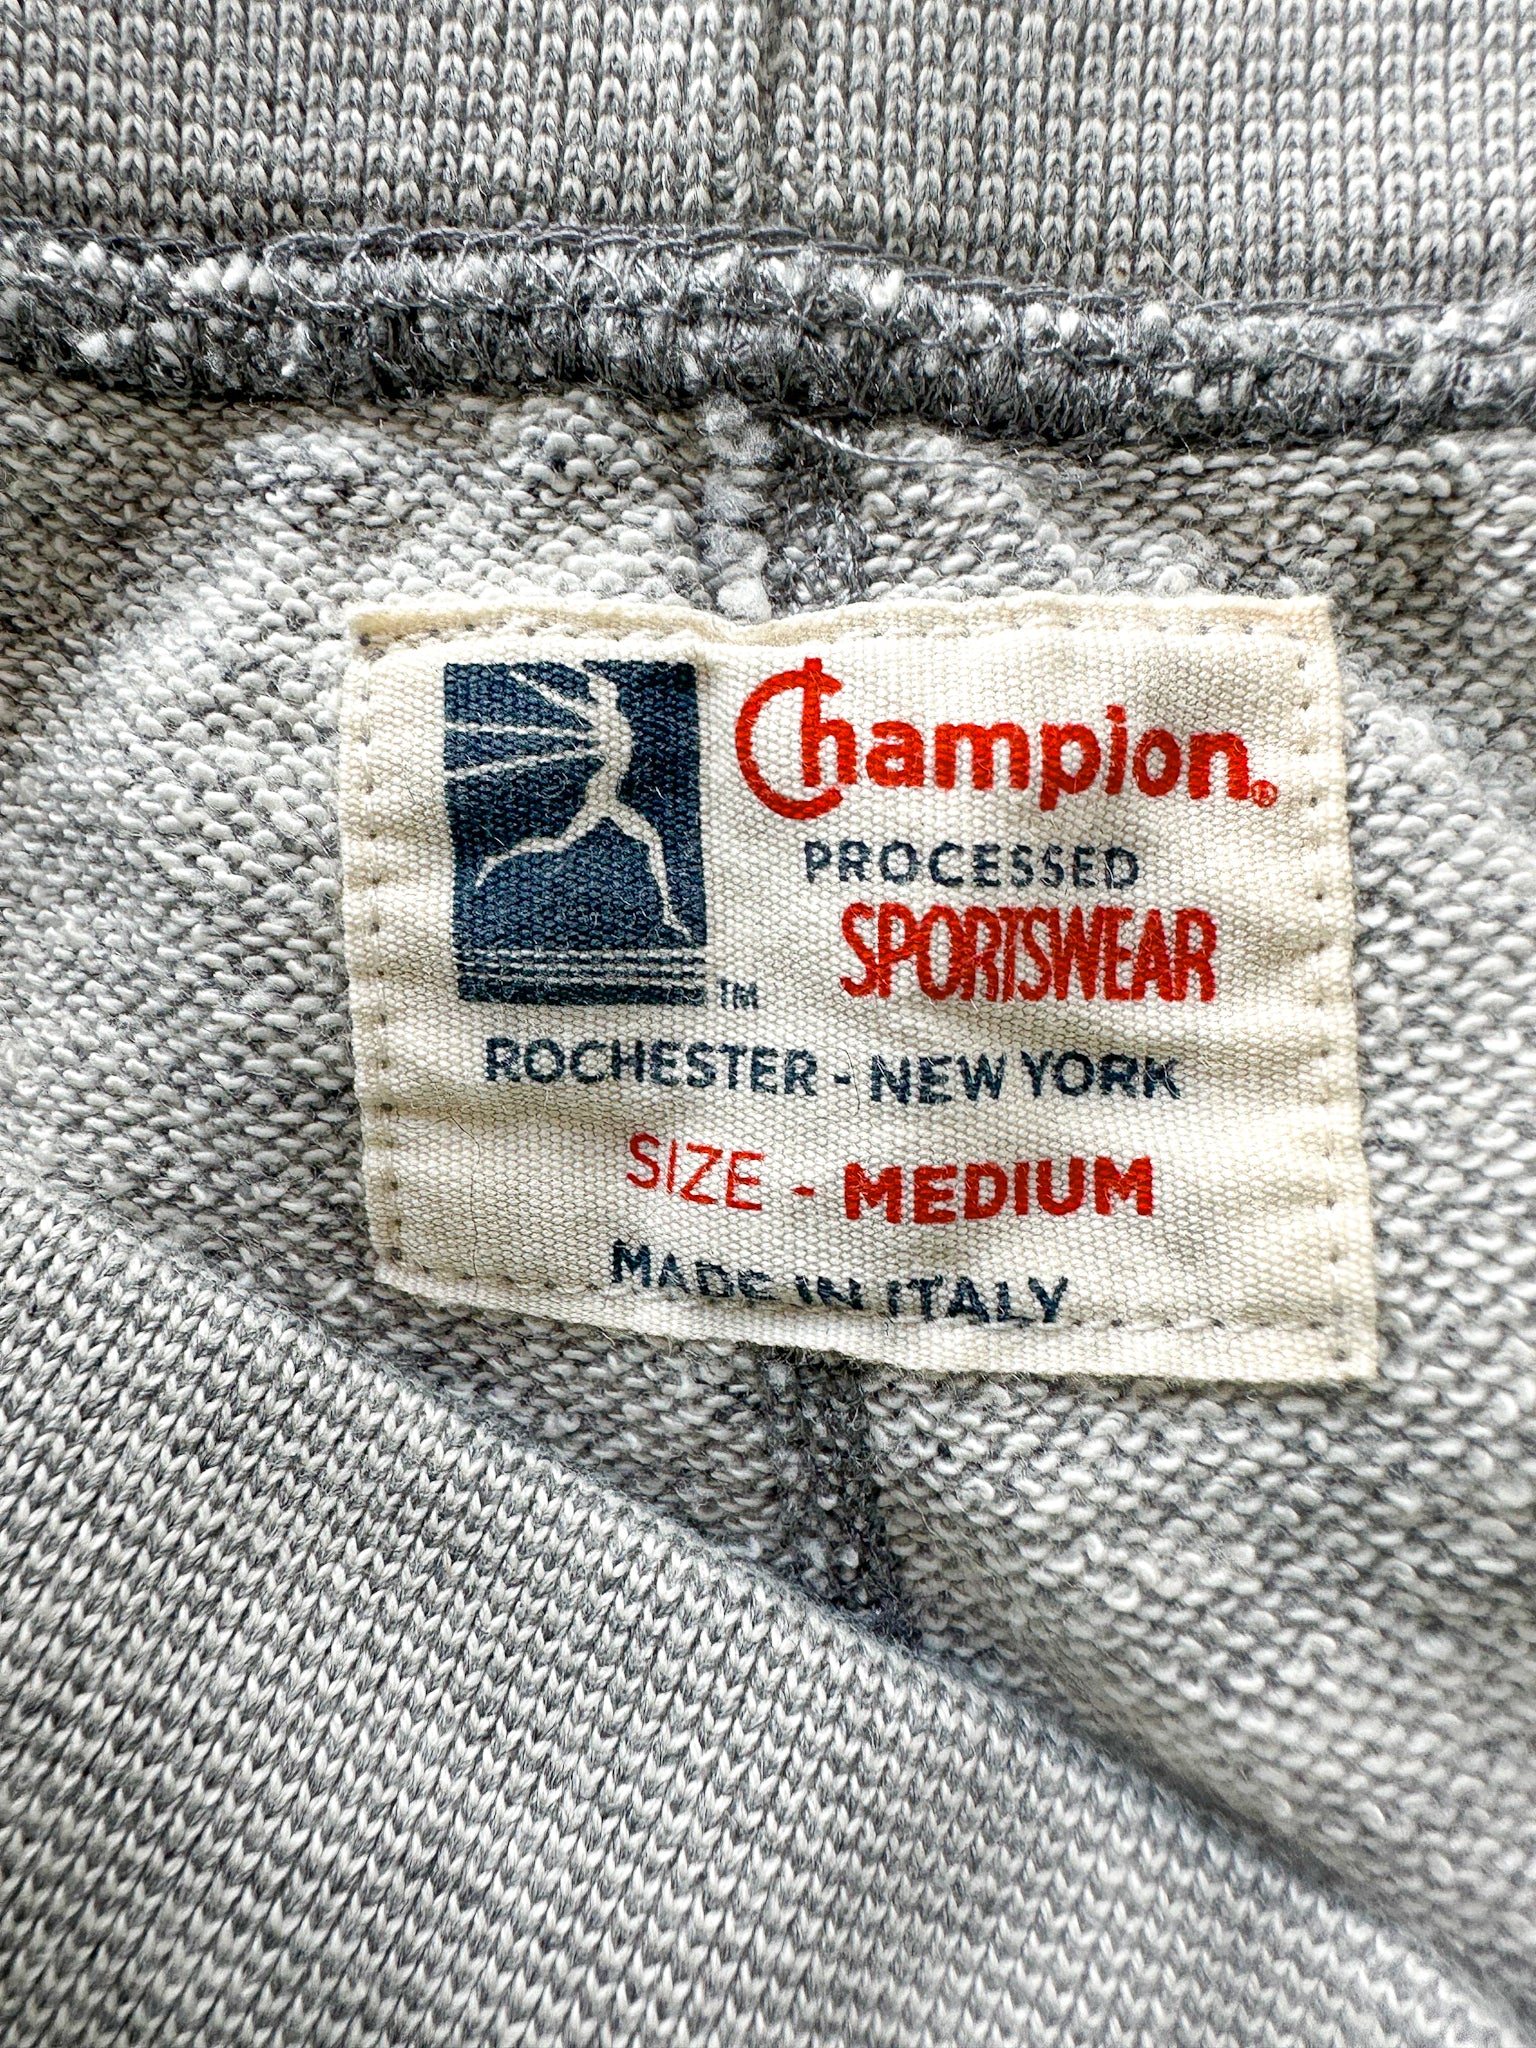 Champion®
PROCESSED
SPORTSWEAR
TM
ROCHESTER - NEW YORK
SIZE - MEDIUM
MADE IN ITALY